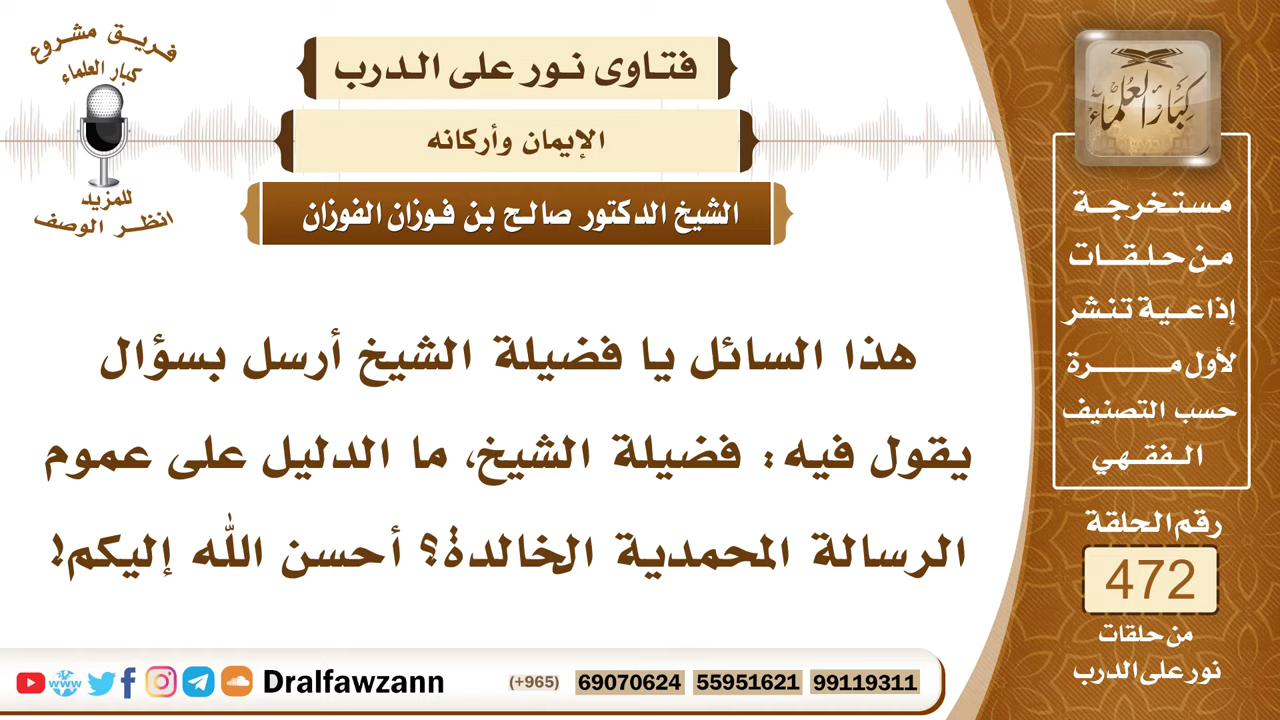 فريق مشروع
كبار العلماء
للمزيد
انظر الوصف
فتاوى نور على الدرب
الإيمان وأركانه
الشيخ الدكتور صالح بن فوزان الفوزان
هذا السائل يا فضيلة الشيخ أرسل بسؤال
يقول فيه: فضيلة الشيخ، ما الدليل على عموم
الرسالة المحمدية الخالدة؟ أحسن الله إليكم!
كبار العلماء
مستخرجة
من حلقات
إذاعية تنشر
لأول مرة
حسب التصنيف
الفقهي
رقم الحلقة
472
من حلقات
نور على الدرب
www
Dralfawzann
(+965) 69070624 55951621 99119311